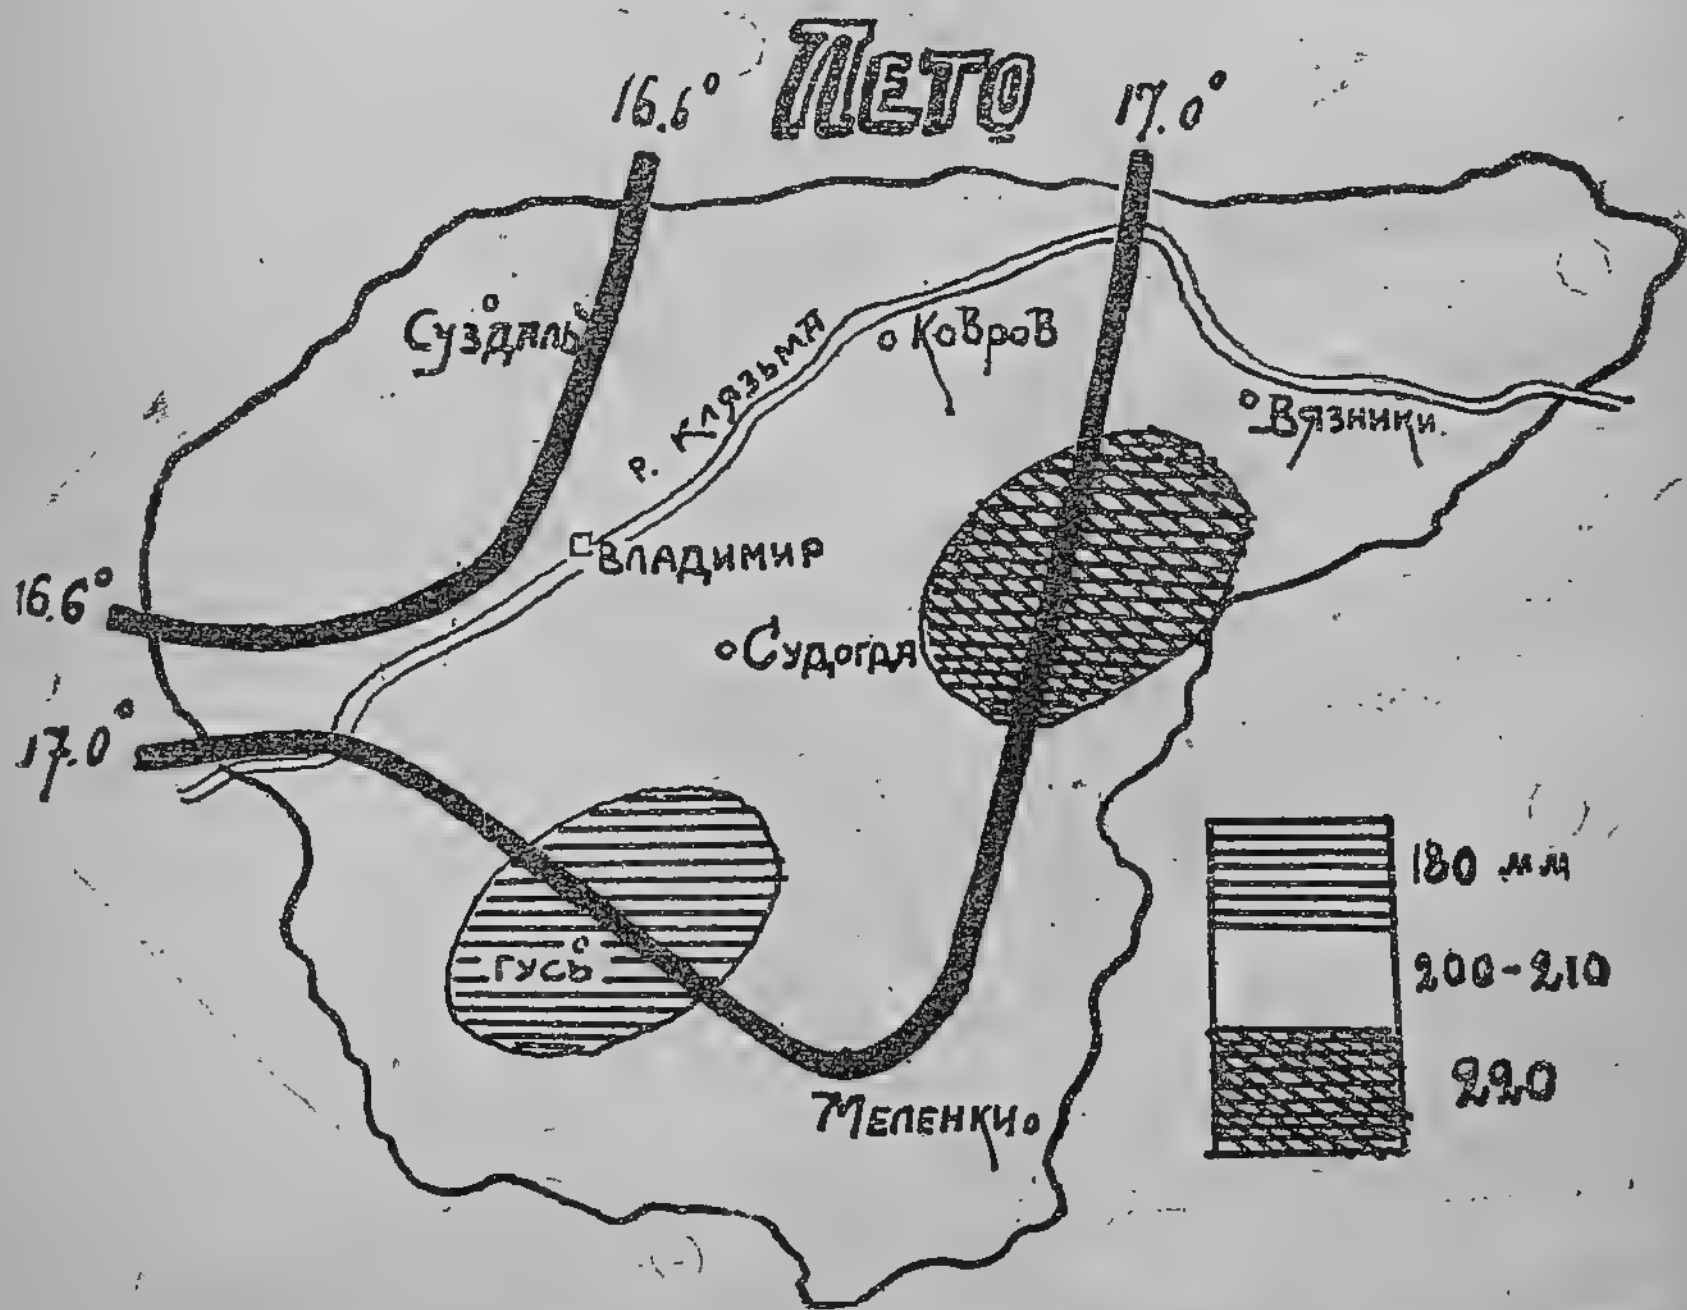 ЛЕТО
16.6°
17.0°
Суздаль
р. Клязьма
Ковров
Вязники
Владимир
16.6°
Судогда
17.0°
180 мм
Гусь
200-210
220
Меленки